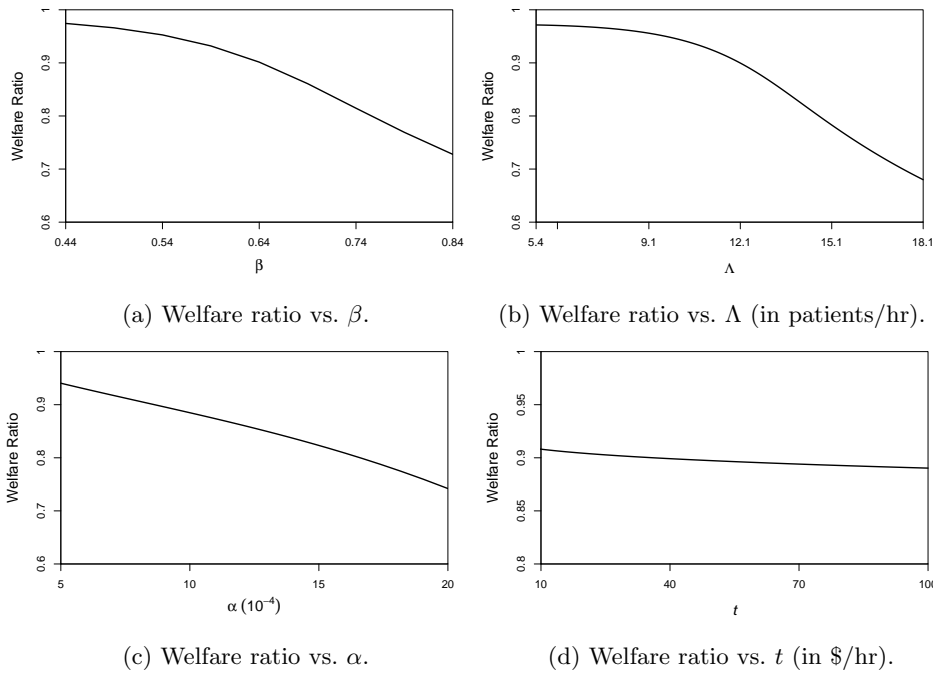 Welfare Ratio
1
0.9
0.8
0.7
0.6
0.44 0.54 0.64 0.74 0.84
β
(a) Welfare ratio vs. β.
Welfare Ratio
1
0.9
0.8
0.7
0.6
5.4 9.1 12.1 15.1 18.1
Λ
(b) Welfare ratio vs. Λ (in patients/hr).
Welfare Ratio
1
0.9
0.8
0.7
0.6
5 10 15 20
α (10⁻⁴)
(c) Welfare ratio vs. α.
Welfare Ratio
1
0.95
0.9
0.85
0.8
10 40 70 100
t
(d) Welfare ratio vs. t (in $/hr).